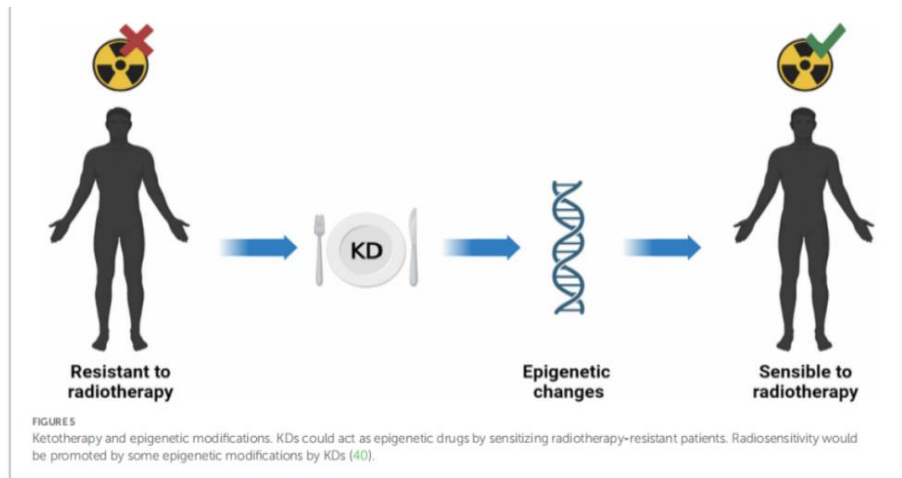 KD
Resistant to
radiotherapy
Epigenetic
changes
Sensible to
radiotherapy
FIGURE 5
Ketotherapy and epigenetic modifications. KDs could act as epigenetic drugs by sensitizing radiotherapy-resistant patients. Radiosensitivity would
be promoted by some epigenetic modifications by KDs (40).